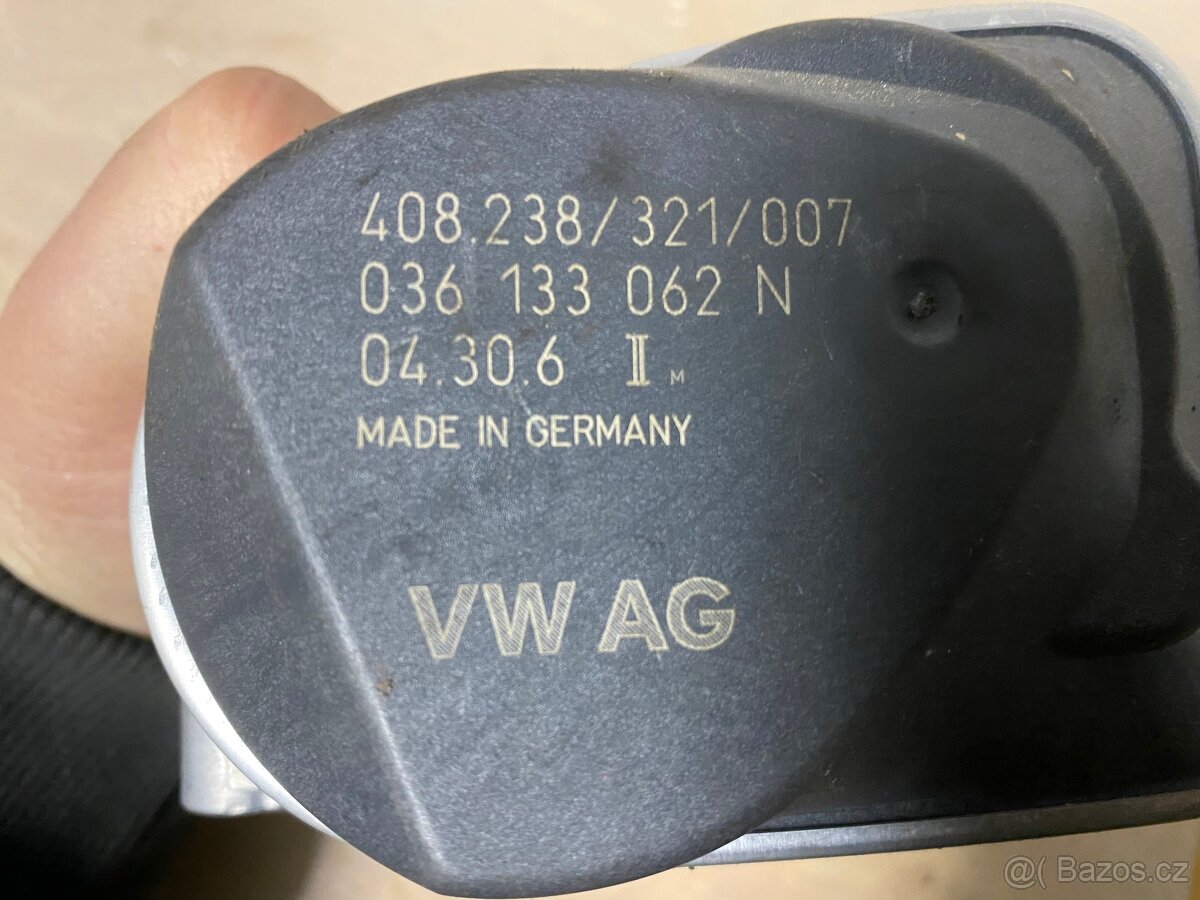 408.238/321/007
036 133 062 N
04.30.6 II M
MADE IN GERMANY
VW AG
@( Bazos.cz